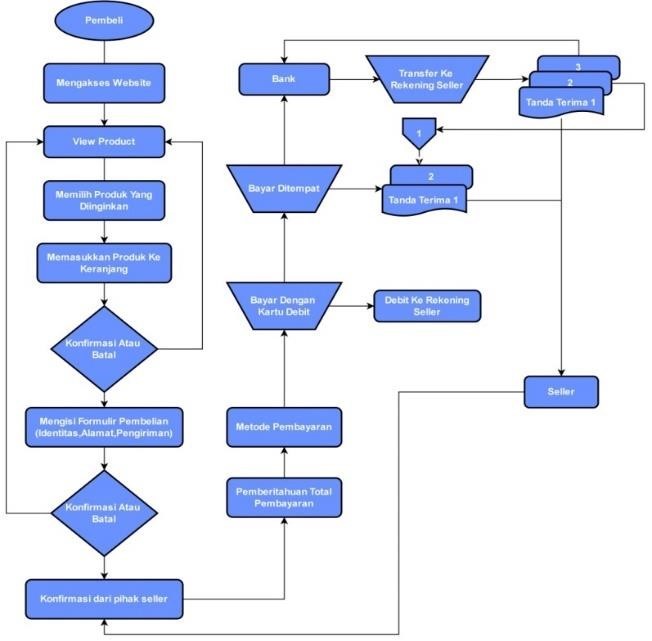 Pembeli
Mengakses Website
View Product
Memilih Produk Yang
Diinginkan
Memasukkan Produk Ke
Keranjang
Konfirmasi Atau
Batal
Mengisi Formulir Pembelian
(Identitas,Alamat,Pengiriman)
Konfirmasi Atau
Batal
Konfirmasi dari pihak seller
Bank
Bayar Ditempat
Bayar Dengan
Kartu Debit
Metode Pembayaran
Pemberitahuan Total
Pembayaran
Transfer Ke
Rekening Seller
3
2
Tanda Terima 1
1
2
Tanda Terima 1
Debit Ke Rekening
Seller
Seller